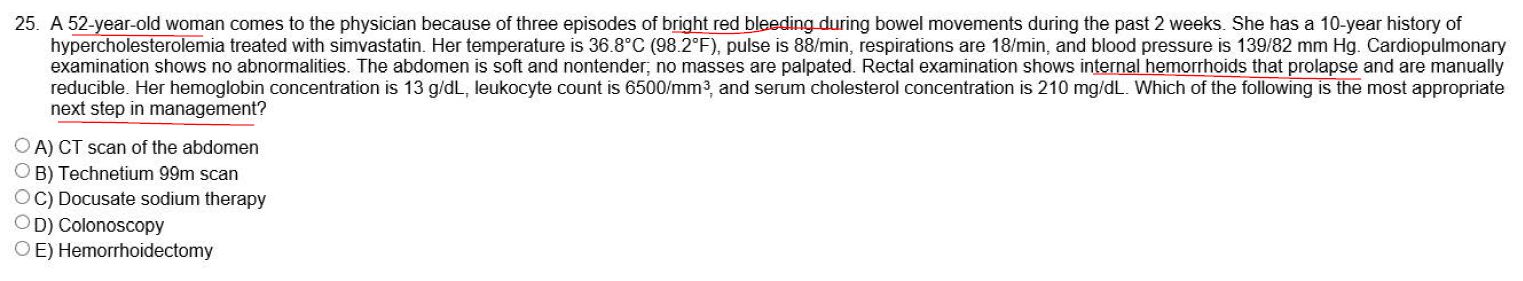 25. A 52-year-old woman comes to the physician because of three episodes of bright red bleeding during bowel movements during the past 2 weeks. She has a 10-year history of
hypercholesterolemia treated with simvastatin. Her temperature is 36.8°C (98.2°F), pulse is 88/min, respirations are 18/min, and blood pressure is 139/82 mm Hg. Cardiopulmonary
examination shows no abnormalities. The abdomen is soft and nontender; no masses are palpated. Rectal examination shows internal hemorrhoids that prolapse and are manually
reducible. Her hemoglobin concentration is 13 g/dL, leukocyte count is 6500/mm³, and serum cholesterol concentration is 210 mg/dL. Which of the following is the most appropriate
next step in management?
A) CT scan of the abdomen
B) Technetium 99m scan
C) Docusate sodium therapy
D) Colonoscopy
E) Hemorrhoidectomy